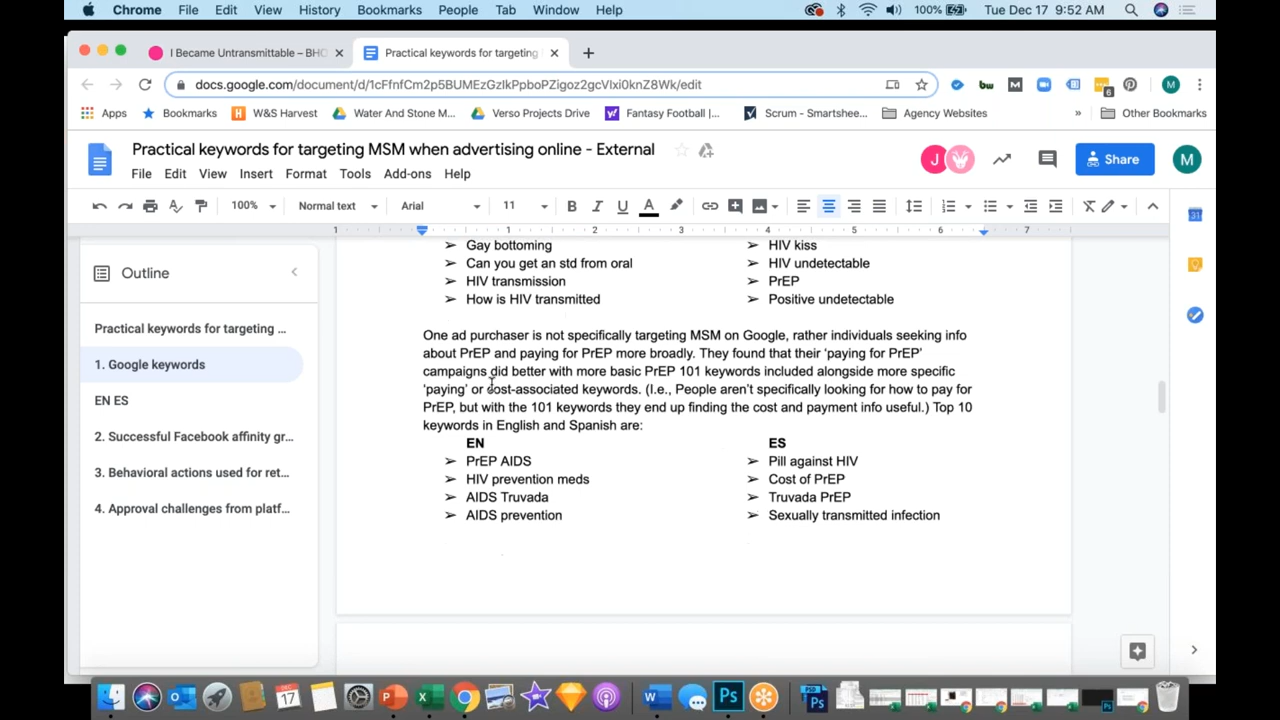 Chrome File Edit View History Bookmarks People Tab Window Help 100% Tue Dec 17 9:52 AM
I Became Untransmittable – BHO Practical keywords for targeting
docs.google.com/document/d/1cFfnfCm2p5BUMEzGzIkPpboPZigoz2gcVIxi0knZ8Wk/edit
Apps Bookmarks W&S Harvest Water And Stone M... Verso Projects Drive Fantasy Football |... Scrum - Smartshee... Agency Websites » Other Bookmarks
Practical keywords for targeting MSM when advertising online - External
File Edit View Insert Format Tools Add-ons Help
J Share M
100% Normal text Arial 11
1 1 2 3 4 5 6 7
Outline
Practical keywords for targeting ...
1. Google keywords
EN ES
2. Successful Facebook affinity gr...
3. Behavioral actions used for ret...
4. Approval challenges from platf...
➢ Gay bottoming ➢ HIV kiss
➢ Can you get an std from oral ➢ HIV undetectable
➢ HIV transmission ➢ PrEP
➢ How is HIV transmitted ➢ Positive undetectable
One ad purchaser is not specifically targeting MSM on Google, rather individuals seeking info
about PrEP and paying for PrEP more broadly. They found that their 'paying for PrEP'
campaigns did better with more basic PrEP 101 keywords included alongside more specific
'paying' or cost-associated keywords. (I.e., People aren't specifically looking for how to pay for
PrEP, but with the 101 keywords they end up finding the cost and payment info useful.) Top 10
keywords in English and Spanish are:
EN ES
➢ PrEP AIDS ➢ Pill against HIV
➢ HIV prevention meds ➢ Cost of PrEP
➢ AIDS Truvada ➢ Truvada PrEP
➢ AIDS prevention ➢ Sexually transmitted infection